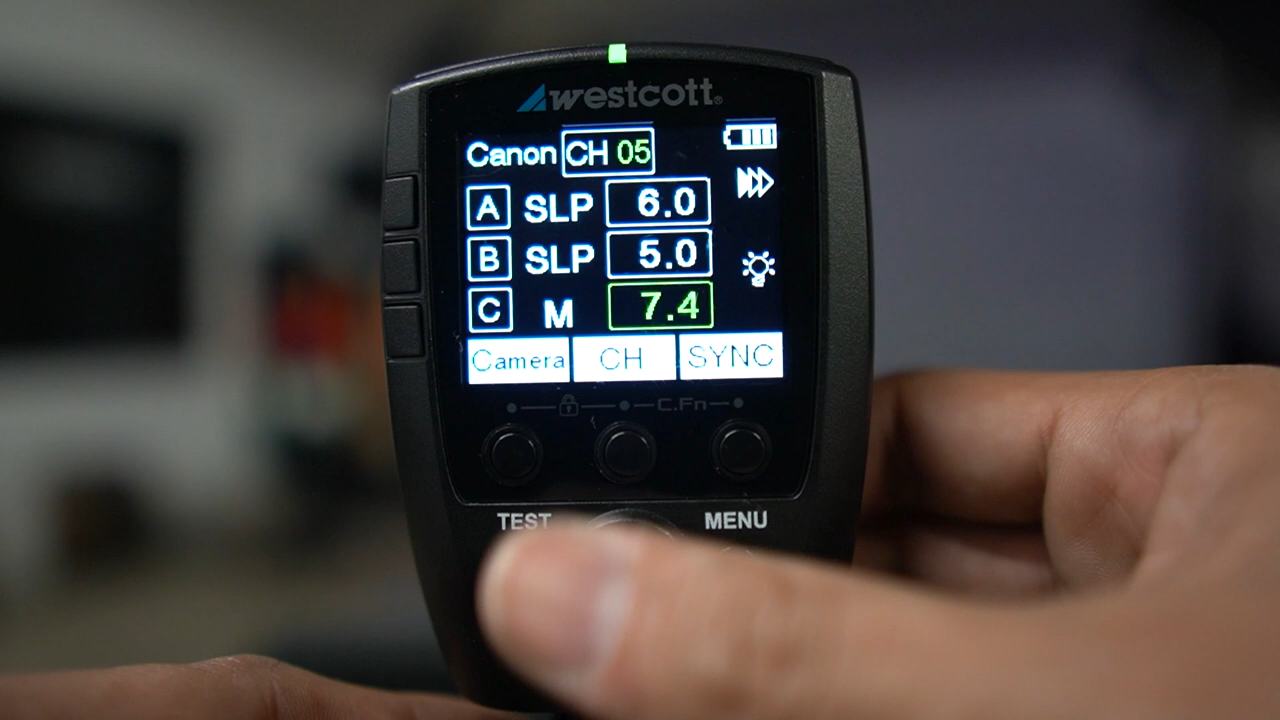 westcott®
Canon CH 05
A SLP 6.0
B SLP 5.0
C M 7.4
Camera CH SYNC
C.Fn
TEST MENU